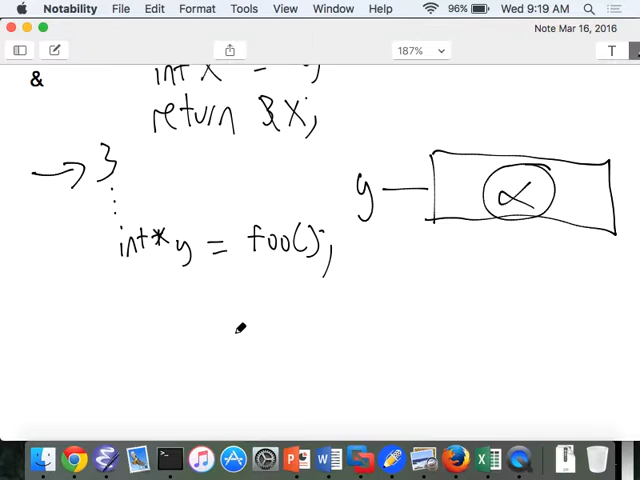 Notability File Edit Tools View Window Help 96% Wed 9:19 AM
Note Mar 16, 2016
187% T
int x =
&
return &x;
}
int* y = foo();
y α